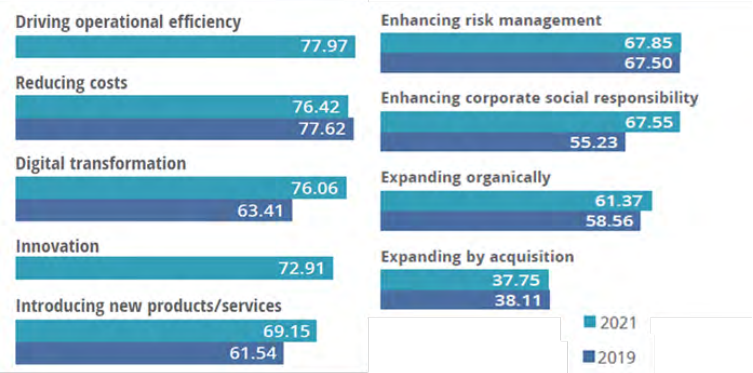 Driving operational efficiency
77.97
Reducing costs
76.42
77.62
Digital transformation
76.06
63.41
Innovation
72.91
Introducing new products/services
69.15
61.54
Enhancing risk management
67.85
67.50
Enhancing corporate social responsibility
67.55
55.23
Expanding organically
61.37
58.56
Expanding by acquisition
37.75
38.11
2021
2019